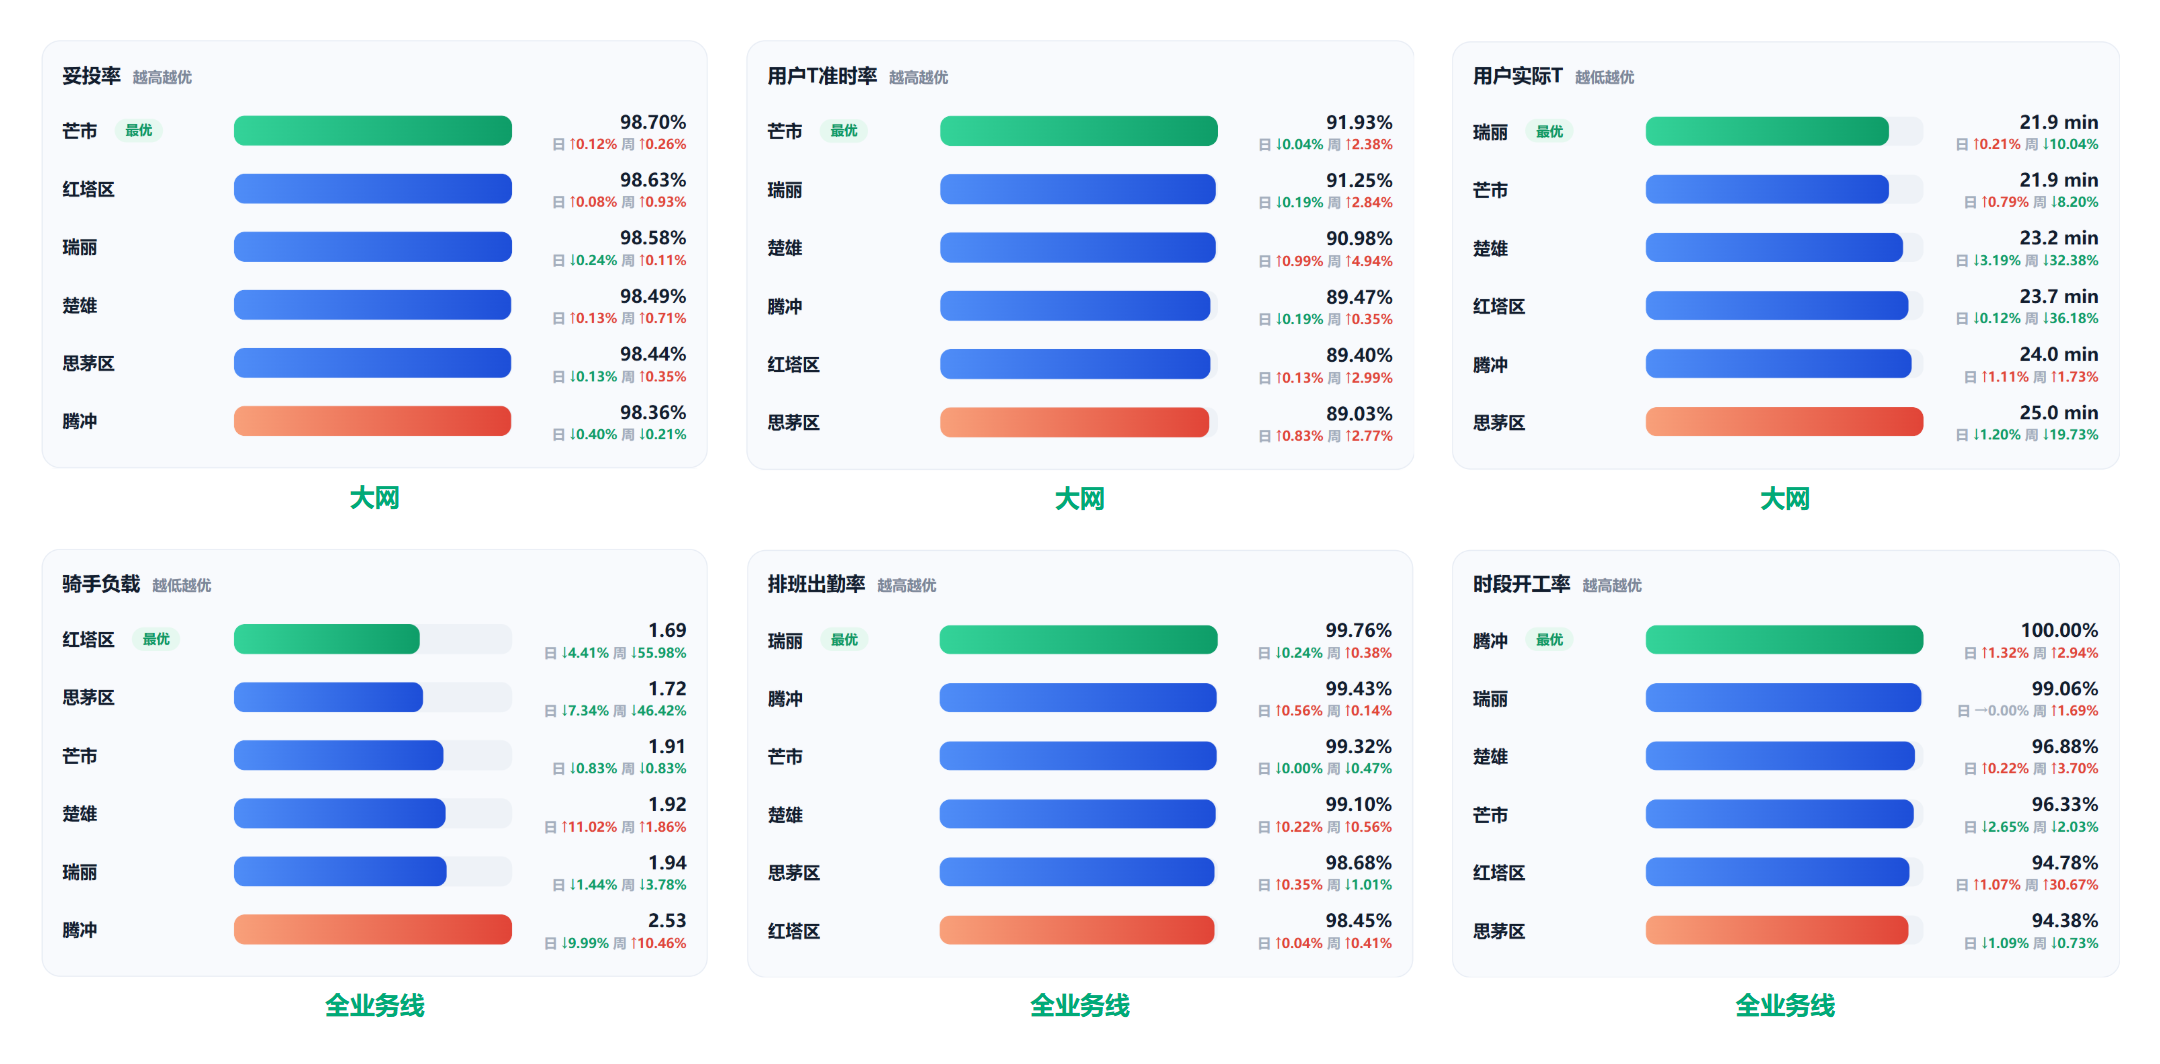 妥投率 越高越优
芒市 最优 98.70%
日 ↑0.12% 周 ↑0.26%
红塔区 98.63%
日 ↑0.08% 周 ↑0.93%
瑞丽 98.58%
日 ↓0.24% 周 ↑0.11%
楚雄 98.49%
日 ↑0.13% 周 ↑0.71%
思茅区 98.44%
日 ↓0.13% 周 ↑0.35%
腾冲 98.36%
日 ↓0.40% 周 ↓0.21%
大网
用户T准时率 越高越优
芒市 最优 91.93%
日 ↓0.04% 周 ↑2.38%
瑞丽 91.25%
日 ↓0.19% 周 ↑2.84%
楚雄 90.98%
日 ↑0.99% 周 ↑4.94%
腾冲 89.47%
日 ↓0.19% 周 ↑0.35%
红塔区 89.40%
日 ↑0.13% 周 ↑2.99%
思茅区 89.03%
日 ↑0.83% 周 ↑2.77%
大网
用户实际T 越低越优
瑞丽 最优 21.9 min
日 ↑0.21% 周 ↓10.04%
芒市 21.9 min
日 ↑0.79% 周 ↓8.20%
楚雄 23.2 min
日 ↓3.19% 周 ↓32.38%
红塔区 23.7 min
日 ↓0.12% 周 ↓36.18%
腾冲 24.0 min
日 ↑1.11% 周 ↑1.73%
思茅区 25.0 min
日 ↓1.20% 周 ↓19.73%
大网
骑手负载 越低越优
红塔区 最优 1.69
日 ↓4.41% 周 ↓55.98%
思茅区 1.72
日 ↓7.34% 周 ↓46.42%
芒市 1.91
日 ↓0.83% 周 ↓0.83%
楚雄 1.92
日 ↑11.02% 周 ↑1.86%
瑞丽 1.94
日 ↓1.44% 周 ↓3.78%
腾冲 2.53
日 ↓9.99% 周 ↑10.46%
全业务线
排班出勤率 越高越优
瑞丽 最优 99.76%
日 ↓0.24% 周 ↑0.38%
腾冲 99.43%
日 ↑0.56% 周 ↑0.14%
芒市 99.32%
日 ↓0.00% 周 ↓0.47%
楚雄 99.10%
日 ↑0.22% 周 ↑0.56%
思茅区 98.68%
日 ↑0.35% 周 ↓1.01%
红塔区 98.45%
日 ↑0.04% 周 ↑0.41%
全业务线
时段开工率 越高越优
腾冲 最优 100.00%
日 ↑1.32% 周 ↑2.94%
瑞丽 99.06%
日 →0.00% 周 ↑1.69%
楚雄 96.88%
日 ↑0.22% 周 ↑3.70%
芒市 96.33%
日 ↓2.65% 周 ↓2.03%
红塔区 94.78%
日 ↑1.07% 周 ↑30.67%
思茅区 94.38%
日 ↓1.09% 周 ↓0.73%
全业务线